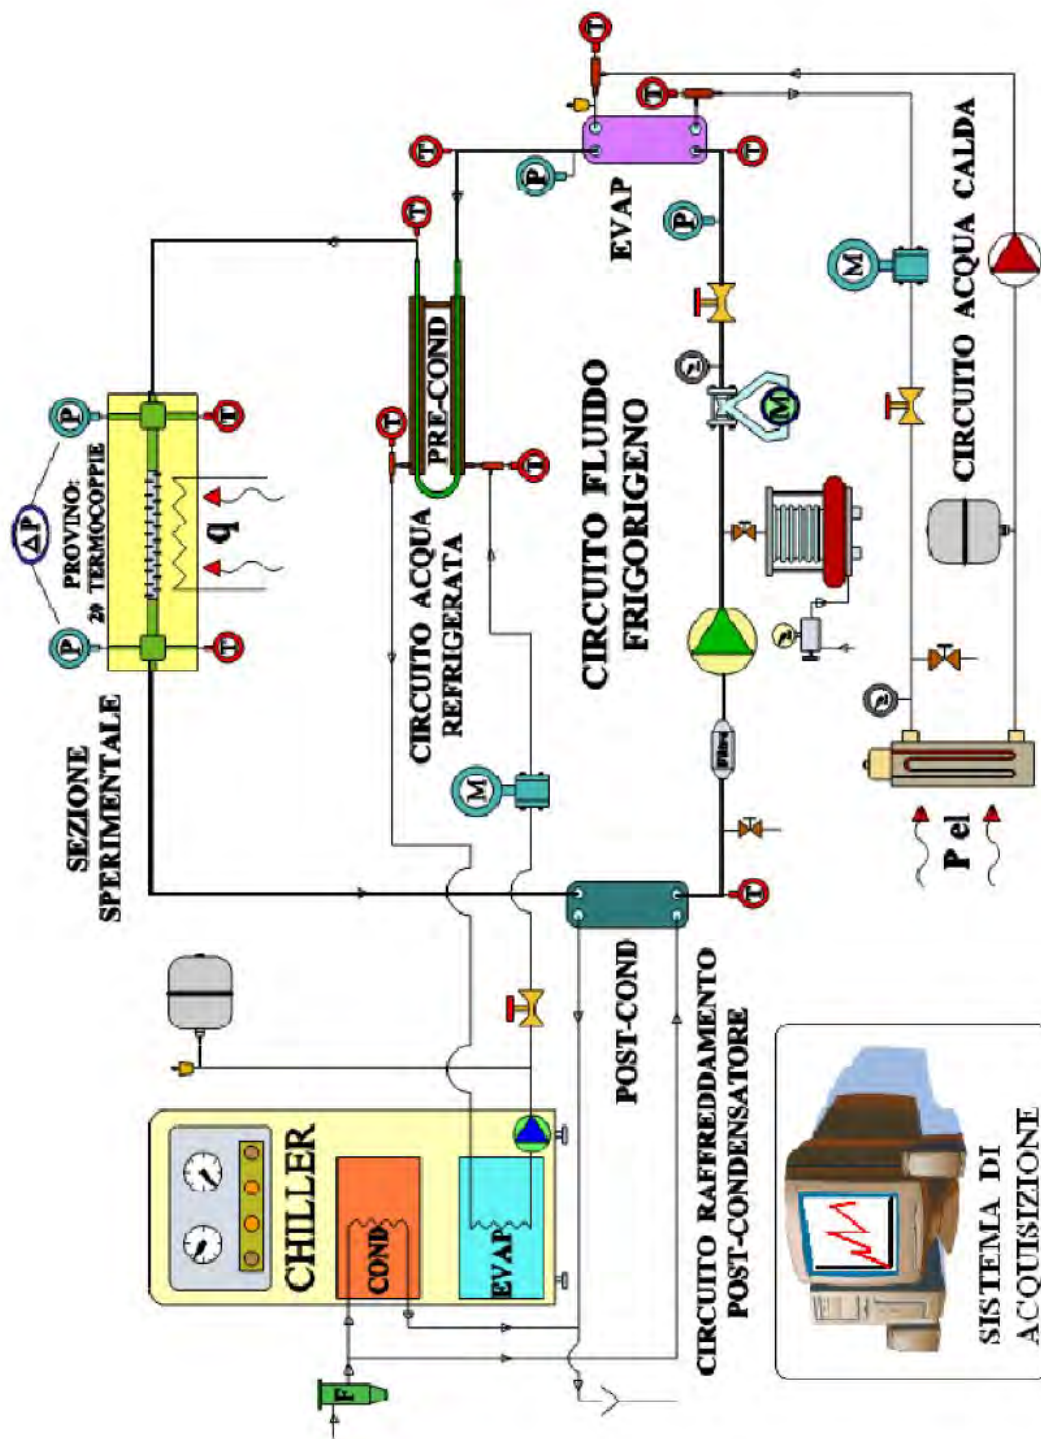 ΔP
P
P
SEZIONE
SPERIMENTALE
PROVINO:
20 TERMOCOPPIE
q
T
T
CHILLER
F
COND
EVAP
CIRCUITO ACQUA
REFRIGERATA
M
T
T
PRE-COND
T
T
T
P
T
POST-COND
EVAP
CIRCUITO FLUIDO
FRIGORIGENO
T
P
CIRCUITO RAFFREDDAMENTO
POST-CONDENSATORE
T
Filtro
M
T
M
P el
CIRCUITO ACQUA CALDA
SISTEMA DI
ACQUISIZIONE